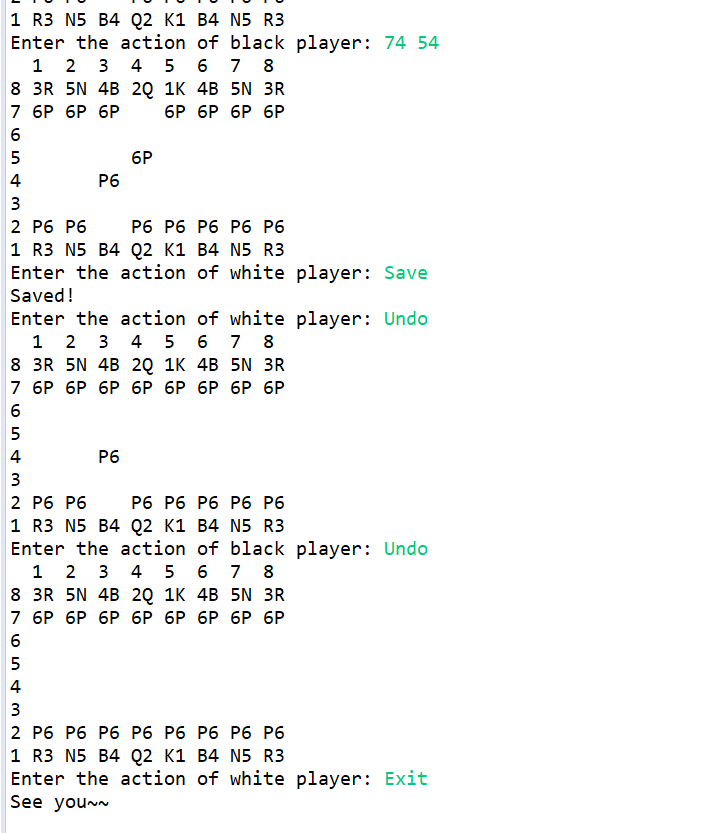 1 R3 N5 B4 Q2 K1 B4 N5 R3
Enter the action of black player: 74 54
  1  2  3  4  5  6  7  8
8 3R 5N 4B 2Q 1K 4B 5N 3R
7 6P 6P 6P    6P 6P 6P 6P
6
5          6P
4       P6
3
2 P6 P6    P6 P6 P6 P6 P6
1 R3 N5 B4 Q2 K1 B4 N5 R3
Enter the action of white player: Save
Saved!
Enter the action of white player: Undo
  1  2  3  4  5  6  7  8
8 3R 5N 4B 2Q 1K 4B 5N 3R
7 6P 6P 6P 6P 6P 6P 6P 6P
6
5
4       P6
3
2 P6 P6    P6 P6 P6 P6 P6
1 R3 N5 B4 Q2 K1 B4 N5 R3
Enter the action of black player: Undo
  1  2  3  4  5  6  7  8
8 3R 5N 4B 2Q 1K 4B 5N 3R
7 6P 6P 6P 6P 6P 6P 6P 6P
6
5
4
3
2 P6 P6 P6 P6 P6 P6 P6 P6
1 R3 N5 B4 Q2 K1 B4 N5 R3
Enter the action of white player: Exit
See you~~